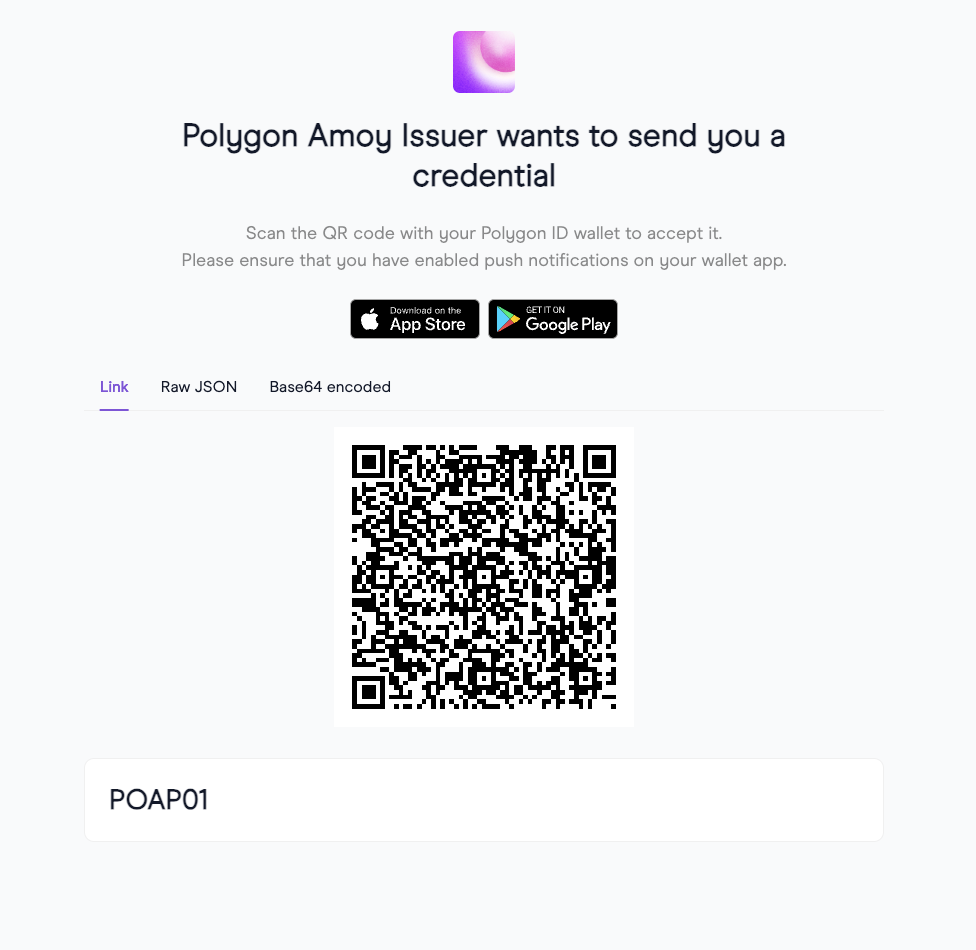 Polygon Amoy Issuer wants to send you a
credential
Scan the QR code with your Polygon ID wallet to accept it.
Please ensure that you have enabled push notifications on your wallet app.
Download on the
App Store
GET IT ON
Google Play
Link
Raw JSON
Base64 encoded
POAP01